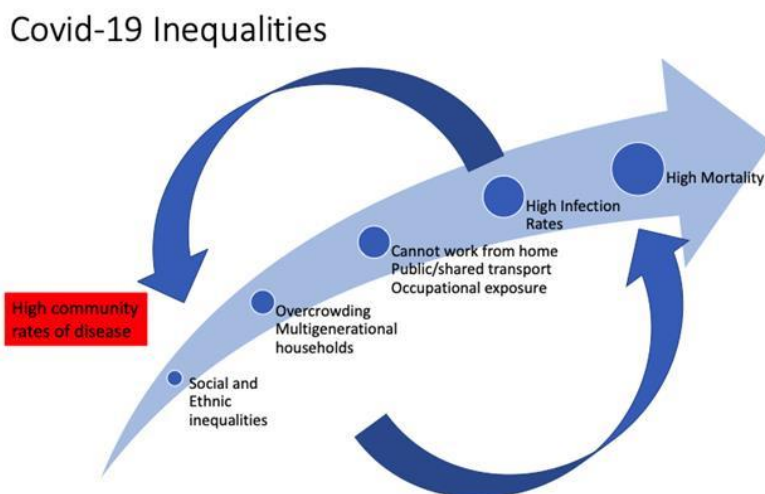 Covid-19 Inequalities
High Mortality
High Infection
Rates
Cannot work from home
Public/shared transport
Occupational exposure
High community
rates of disease
Overcrowding
Multigenerational
households
Social and
Ethnic
inequalities